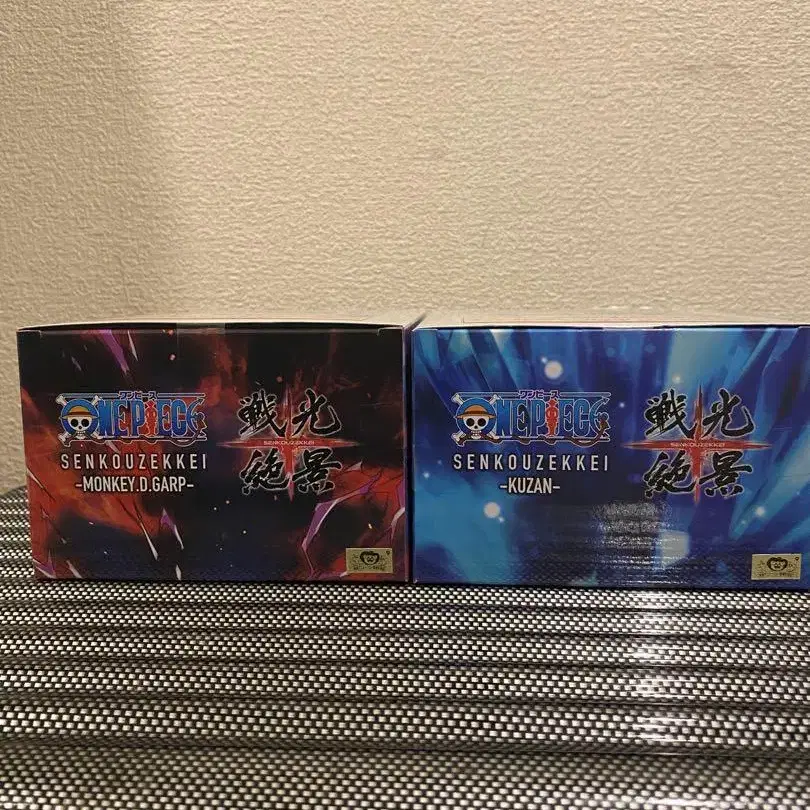 ワンピース
ONE PIECE
SENKOUZEKKEI
-MONKEY.D.GARP-
戦光
SENKOUZEKKEI
絶景
ワンピース
ONE PIECE
SENKOUZEKKEI
-KUZAN-
戦光
SENKOUZEKKEI
絶景